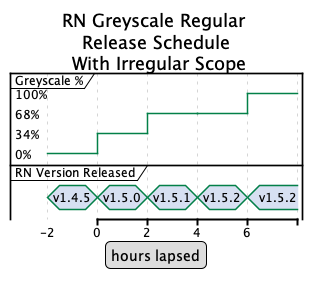 RN Greyscale Regular
Release Schedule
With Irregular Scope
Greyscale %
100%
68%
34%
0%
RN Version Released
v1.4.5 v1.5.0 v1.5.1 v1.5.2 v1.5.2
-2 0 2 4 6
hours lapsed